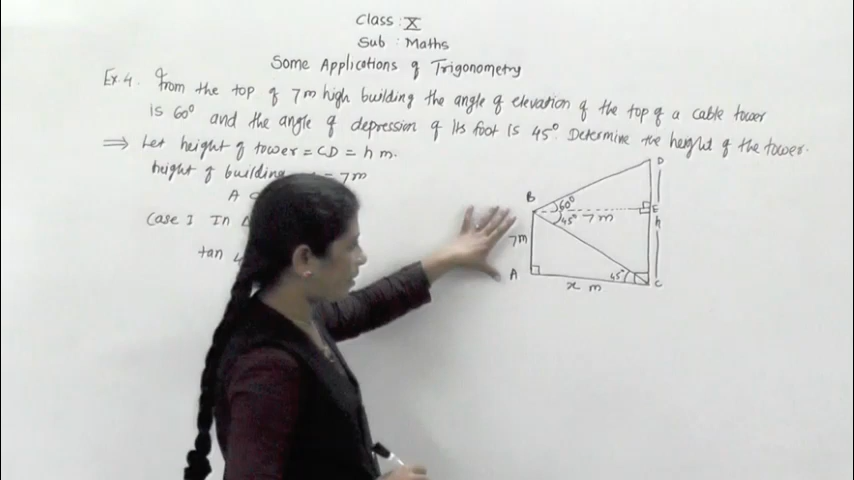 Class : X
Sub : Maths
Some Applications of Trigonometry
Ex.4. From the top of 7m high building the angle of elevation of the top of a cable tower
is 60° and the angle of depression of its foot is 45°. Determine the height of the tower.
⇒ Let height of tower = CD = h m.
height of building = 7m
A
Case I In
tan
D
B
60°
E
45°
7 m
h
7m
A
45°
C
x m